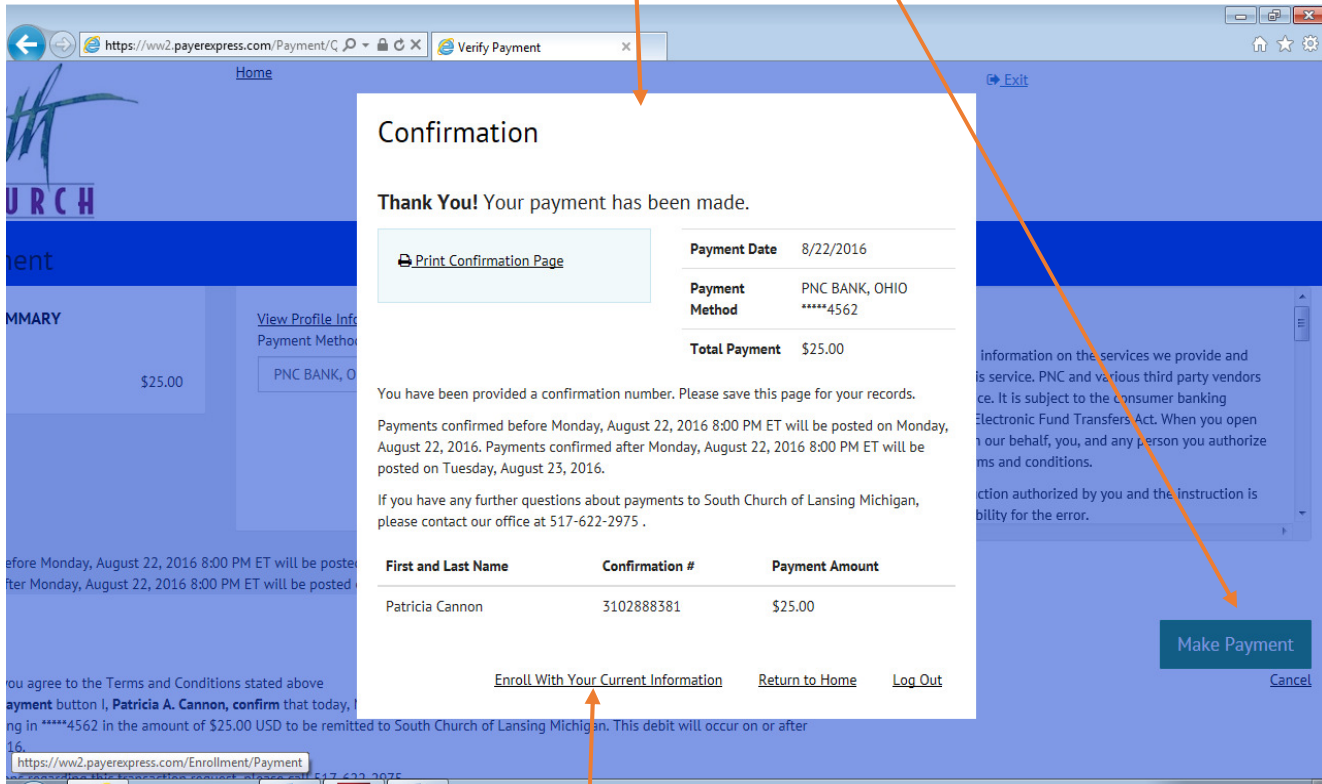 https://ww2.payerexpress.com/Payment/C
Verify Payment
Home
Exit
URCH
Confirmation
Thank You! Your payment has been made.
Print Confirmation Page
Payment Date 8/22/2016
Payment Method PNC BANK, OHIO *****4562
Total Payment $25.00
You have been provided a confirmation number. Please save this page for your records.
Payments confirmed before Monday, August 22, 2016 8:00 PM ET will be posted on Monday,
August 22, 2016. Payments confirmed after Monday, August 22, 2016 8:00 PM ET will be
posted on Tuesday, August 23, 2016.
If you have any further questions about payments to South Church of Lansing Michigan,
please contact our office at 517-622-2975 .
First and Last Name Confirmation # Payment Amount
Patricia Cannon 3102888381 $25.00
Enroll With Your Current Information Return to Home Log Out
ment
MMARY
$25.00
View Profile Info
Payment Metho
PNC BANK, O
information on the services we provide and
is service. PNC and various third party vendors
ce. It is subject to the consumer banking
Electronic Fund Transfers Act. When you open
n our behalf, you, and any person you authorize
ms and conditions.
ction authorized by you and the instruction is
bility for the error.
efore Monday, August 22, 2016 8:00 PM ET will be poste
fter Monday, August 22, 2016 8:00 PM ET will be posted
Make Payment
Cancel
you agree to the Terms and Conditions stated above
ayment button I, Patricia A. Cannon, confirm that today,
ng in *****4562 in the amount of $25.00 USD to be remitted to South Church of Lansing Michigan. This debit will occur on or after
16.
https://ww2.payerexpress.com/Enrollment/Payment
regarding this transaction request, please call 517-622-2975